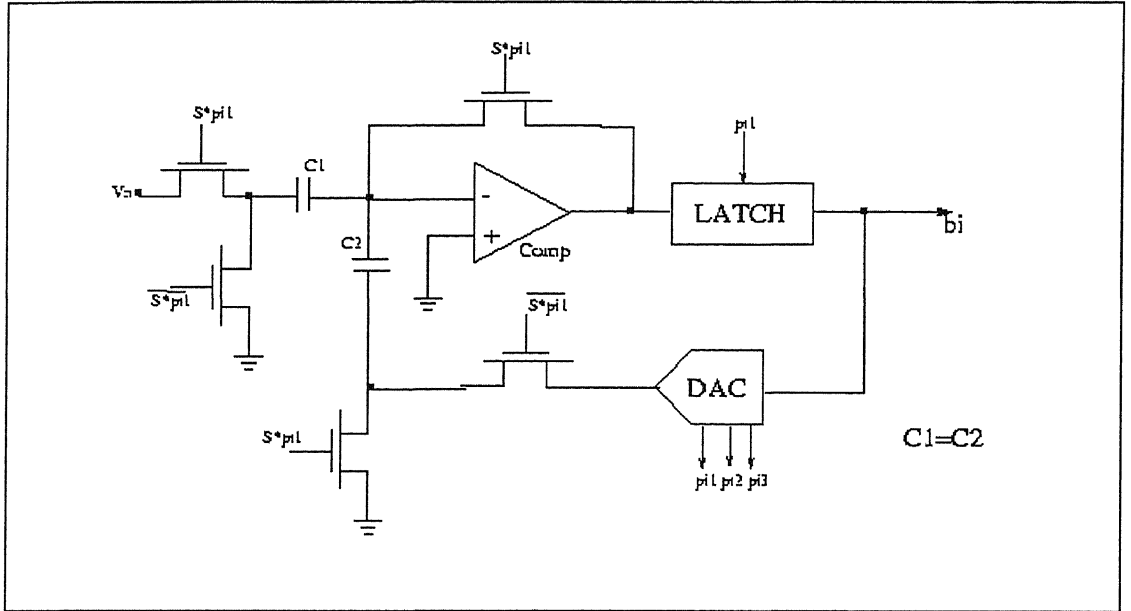 S*pi1
S*pi1
pi1
C1
Vin
LATCH
-
+
Comp
bi
C2
S*pi1
S*pi1
DAC
S*pi1
C1=C2
pi1 pi2 pi3